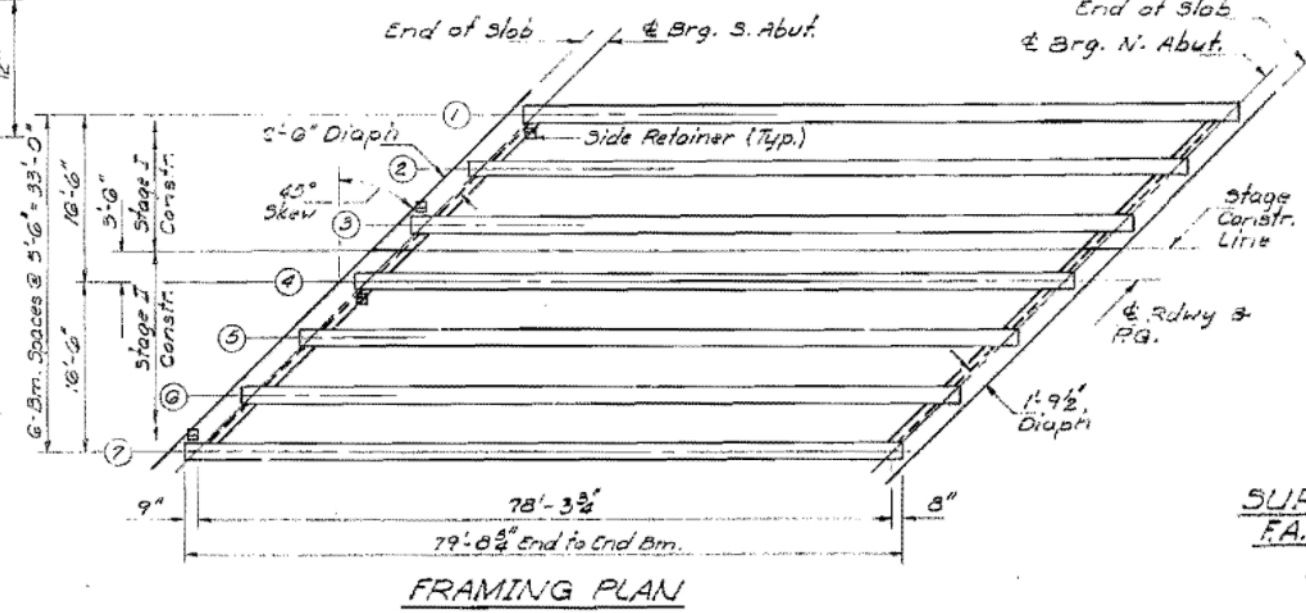 12"
End of Slab
℄ Brg. S. Abut.
End of Slab
℄ Brg. N. Abut.
1
Side Retainer (Typ.)
Diaph
2
45°
Skew
3
Stage
Constr.
Line
4
℄ Rdwy &
P.G.
5
6
1'-9½"
Diaph
7
6-Bm. Spaces @ 5'-6" = 33'-0"
16'-6"
16'-6"
3'-6"
Stage I
Constr.
Stage II
Constr.
9"
78'-3¾"
8"
79'-8¾" End to End Bm.
FRAMING PLAN
F.A.